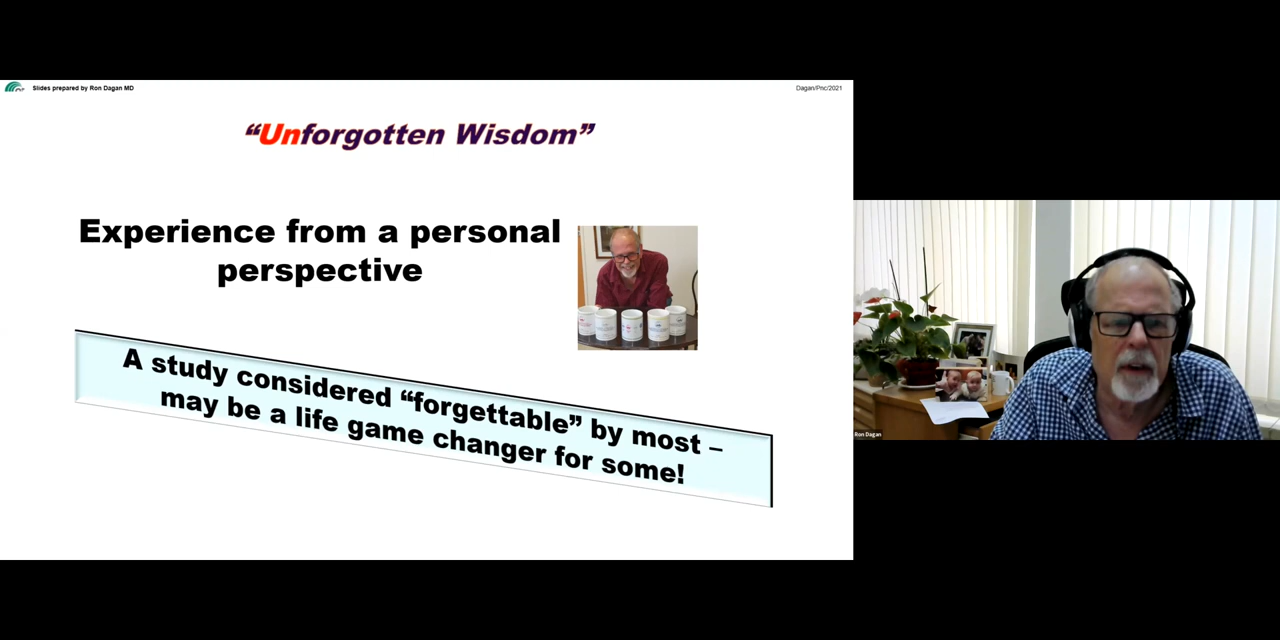 Slides prepared by Ron Dagan MD
Dagan/Pnc/2021
“Unforgotten Wisdom”
Experience from a personal
perspective
A study considered “forgettable” by most –
may be a life game changer for some!
Ron Dagan